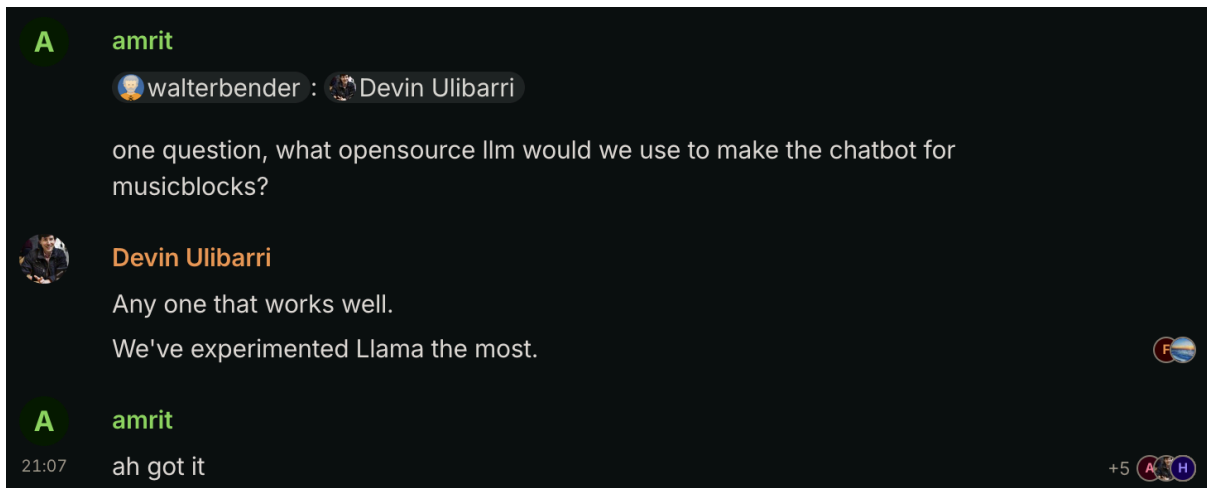 A
amrit
walterbender : Devin Ulibarri
one question, what opensource llm would we use to make the chatbot for
musicblocks?
Devin Ulibarri
Any one that works well.
We've experimented Llama the most.
F
A
amrit
21:07 ah got it
+5 A H